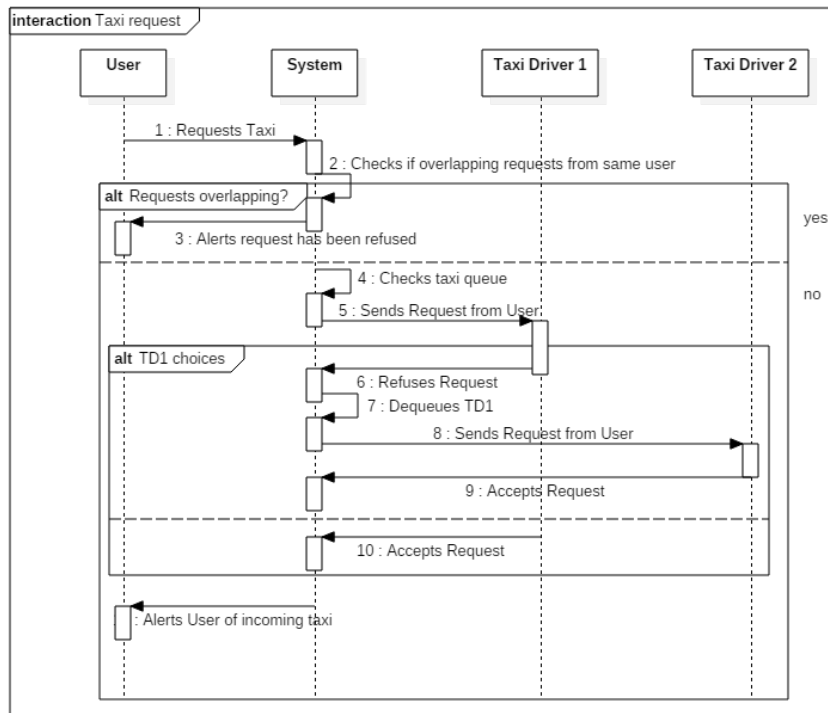 interaction Taxi request
User
System
Taxi Driver 1
Taxi Driver 2
1 : Requests Taxi
2 : Checks if overlapping requests from same user
alt Requests overlapping?
yes
3 : Alerts request has been refused
4 : Checks taxi queue
no
5 : Sends Request from User
alt TD1 choices
6 : Refuses Request
7 : Dequeues TD1
8 : Sends Request from User
9 : Accepts Request
10 : Accepts Request
: Alerts User of incoming taxi